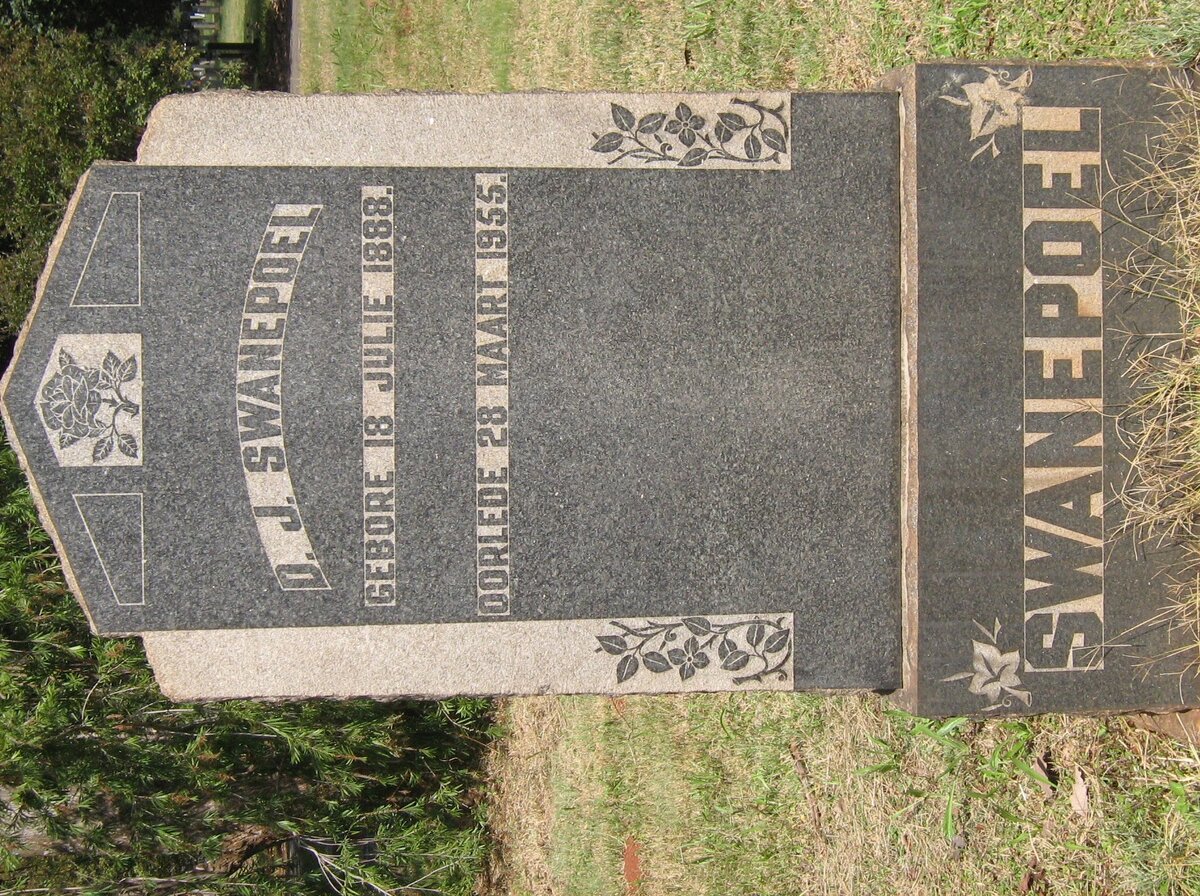 D. J. SWANEPOEL
GEBORE 18 JULIE 1888.
OORLEDE 28 MAART 1955.
SWANEPOEL